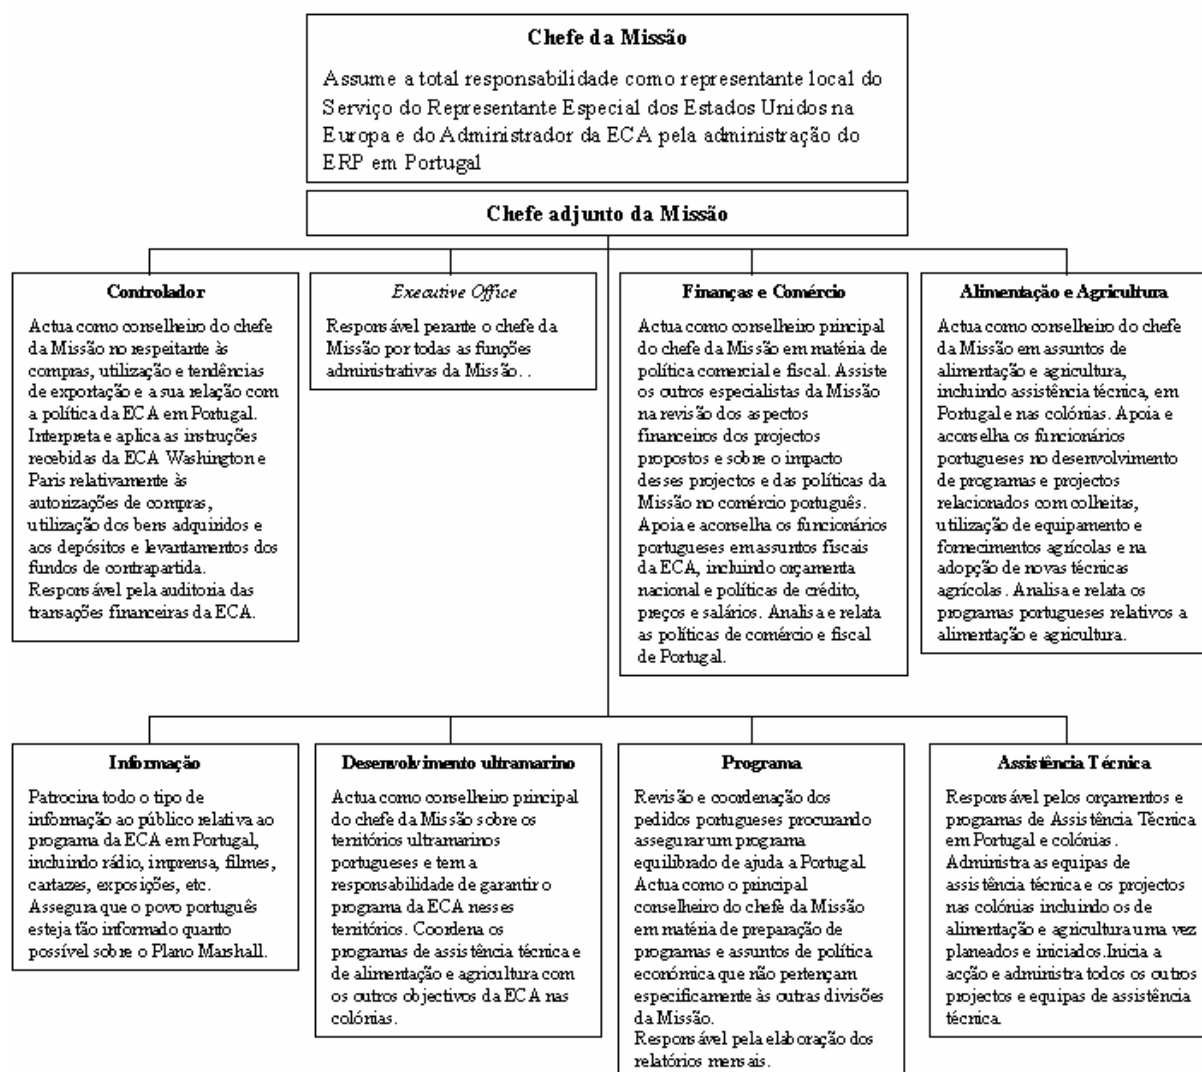 Chefe da Missão
Assume a total responsabilidade como representante local do
Serviço do Representante Especial dos Estados Unidos na
Europa e do Administrador da ECA pela administração do
ERP em Portugal
Chefe adjunto da Missão
Controlador
Actua como conselheiro do chefe
da Missão no respeitante às
compras, utilização e tendências
de exportação e a sua relação com
a política da ECA em Portugal.
Interpreta e aplica as instruções
recebidas da ECA Washington e
Paris relativamente às
autorizações de compras,
utilização dos bens adquiridos e
aos depósitos e levantamentos dos
fundos de contrapartida.
Responsável pela auditoria das
transações financeiras da ECA.
Executive Office
Responsável perante o chefe da
Missão por todas as funções
administrativas da Missão. .
Finanças e Comércio
Actua como conselheiro principal
do chefe da Missão em matéria de
política comercial e fiscal. Assiste
os outros especialistas da Missão
na revisão dos aspectos
financeiros dos projectos
propostos e sobre o impacto
desses projectos e das políticas da
Missão no comércio português.
Apoia e aconselha os funcionários
portugueses em assuntos fiscais
da ECA, incluindo orçamenta
nacional e políticas de crédito,
preços e salários. Analisa e relata
as políticas de comércio e fiscal
de Portugal.
Alimentação e Agricultura
Actua como conselheiro do chefe
da Missão em assuntos de
alimentação e agricultura,
incluindo assistência técnica, em
Portugal e nas colónias. Apoia e
aconselha os funcionários
portugueses no desenvolvimento
de programas e projectos
relacionados com colheitas,
utilização de equipamento e
fornecimentos agrícolas e na
adopção de novas técnicas
agrícolas. Analisa e relata os
programas portugueses relativos a
alimentação e agricultura.
Informação
Patrocina todo o tipo de
informação ao público relativa ao
programa da ECA em Portugal,
incluindo rádio, imprensa, filmes,
cartazes, exposições, etc.
Assegura que o povo português
esteja tão informado quanto
possível sobre o Plano Marshall.
Desenvolvimento ultramarino
Actua como conselheiro principal
do chefe da Missão sobre os
territórios ultramarinos
portugueses e tem a
responsabilidade de garantir o
programa da ECA nesses
territórios. Coordena os
programas de assistência técnica e
de alimentação e agricultura com
os outros objectivos da ECA nas
colónias.
Programa
Revisão e coordenação dos
pedidos portugueses procurando
assegurar um programa
equilibrado de ajuda a Portugal.
Actua como o principal
conselheiro do chefe da Missão
em matéria de preparação de
programas e assuntos de política
económica que não pertençam
especificamente às outras divisões
da Missão.
Responsável pela elaboração dos
relatórios mensais.
Assistência Técnica
Responsável pelos orçamentos e
programas de Assistência Técnica
em Portugal e colónias.
Administra as equipas de
assistência técnica e os projectos
nas colónias incluindo os de
alimentação e agricultura uma vez
planeados e iniciados.Inicia a
acção e administra todos os outros
projectos e equipas de assistência
técnica.